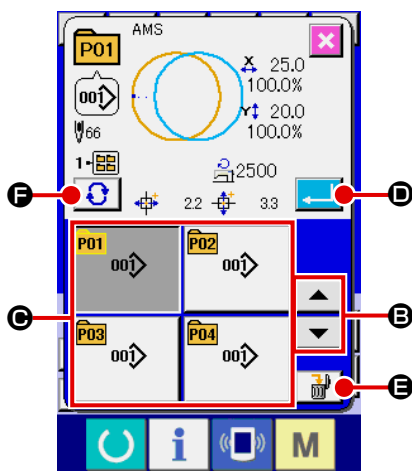 AMS
P01
X 25.0
100.0%
001
Y 20.0
100.0%
66
1-
2500
F
D
2.2 3.3
P01 P02
001 001
C
B
P03 P04
001 001
E
i M